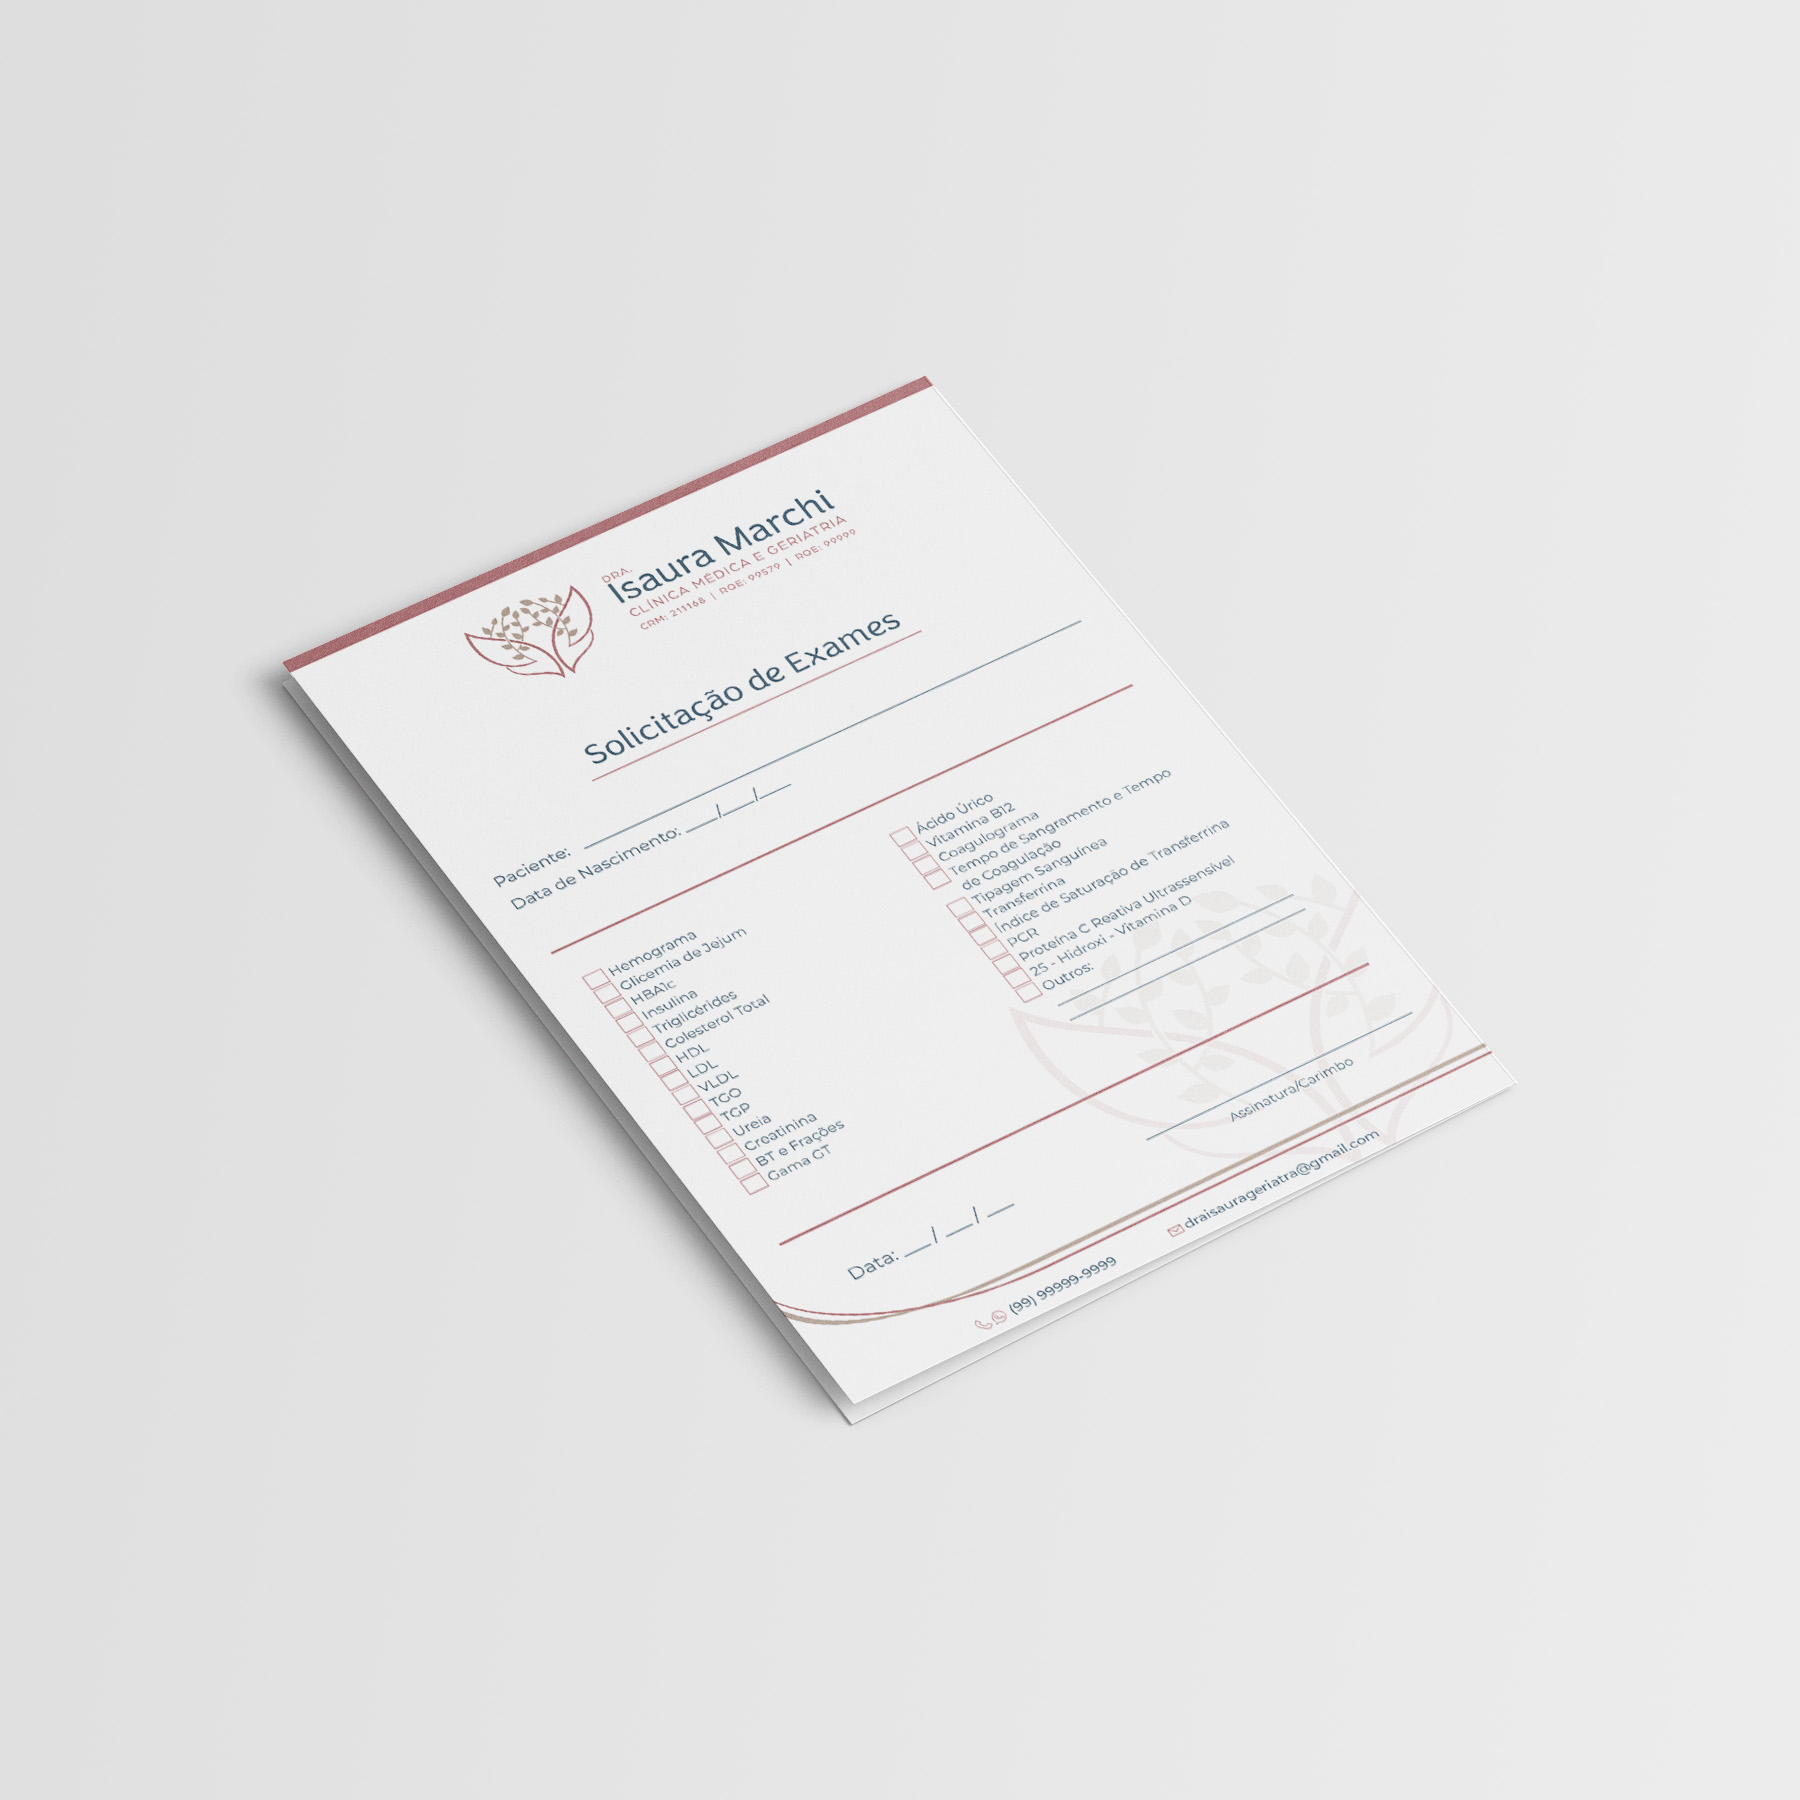 DRA.
Isaura Marchi
CLÍNICA MÉDICA E GERIATRIA
CRM: 211168 | RQE: 99579 | RQE: 99999
Solicitação de Exames
Paciente:
Data de Nascimento: ___/___/___
Hemograma
Glicemia de Jejum
HBA1c
Insulina
Triglicérides
Colesterol Total
HDL
LDL
VLDL
TGO
TGP
Ureia
Creatinina
BT e Frações
Gama GT
Ácido Úrico
Vitamina B12
Coagulograma
Tempo de Sangramento e Tempo
de Coagulação
Tipagem Sanguínea
Transferrina
Índice de Saturação de Transferrina
PCR
Proteína C Reativa Ultrassensível
25 - Hidroxi - Vitamina D
Outros:
Data: ___/___/___
Assinatura/Carimbo
(99) 99999-9999
draisaurageriatra@gmail.com